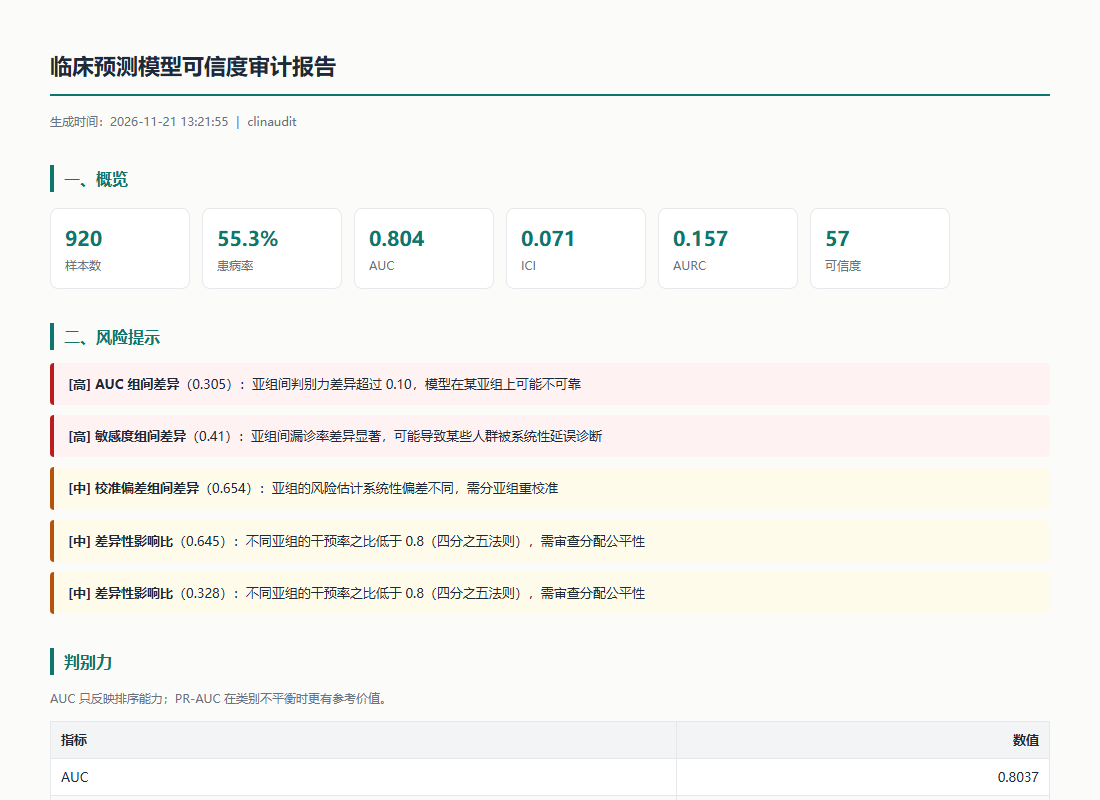 临床预测模型可信度审计报告
生成时间：2026-11-21 13:21:55 | clinaudit
一、概览
920
样本数
55.3%
患病率
0.804
AUC
0.071
ICI
0.157
AURC
57
可信度
二、风险提示
[高] AUC 组间差异（0.305）：亚组间判别力差异超过 0.10，模型在某亚组上可能不可靠
[高] 敏感度组间差异（0.41）：亚组间漏诊率差异显著，可能导致某些人群被系统性延误诊断
[中] 校准偏差组间差异（0.654）：亚组的风险估计系统性偏差不同，需分亚组重校准
[中] 差异性影响比（0.645）：不同亚组的干预率之比低于 0.8（四分之五法则），需审查分配公平性
[中] 差异性影响比（0.328）：不同亚组的干预率之比低于 0.8（四分之五法则），需审查分配公平性
判别力
AUC 只反映排序能力；PR-AUC 在类别不平衡时更有参考价值。
指标 数值
AUC 0.8037